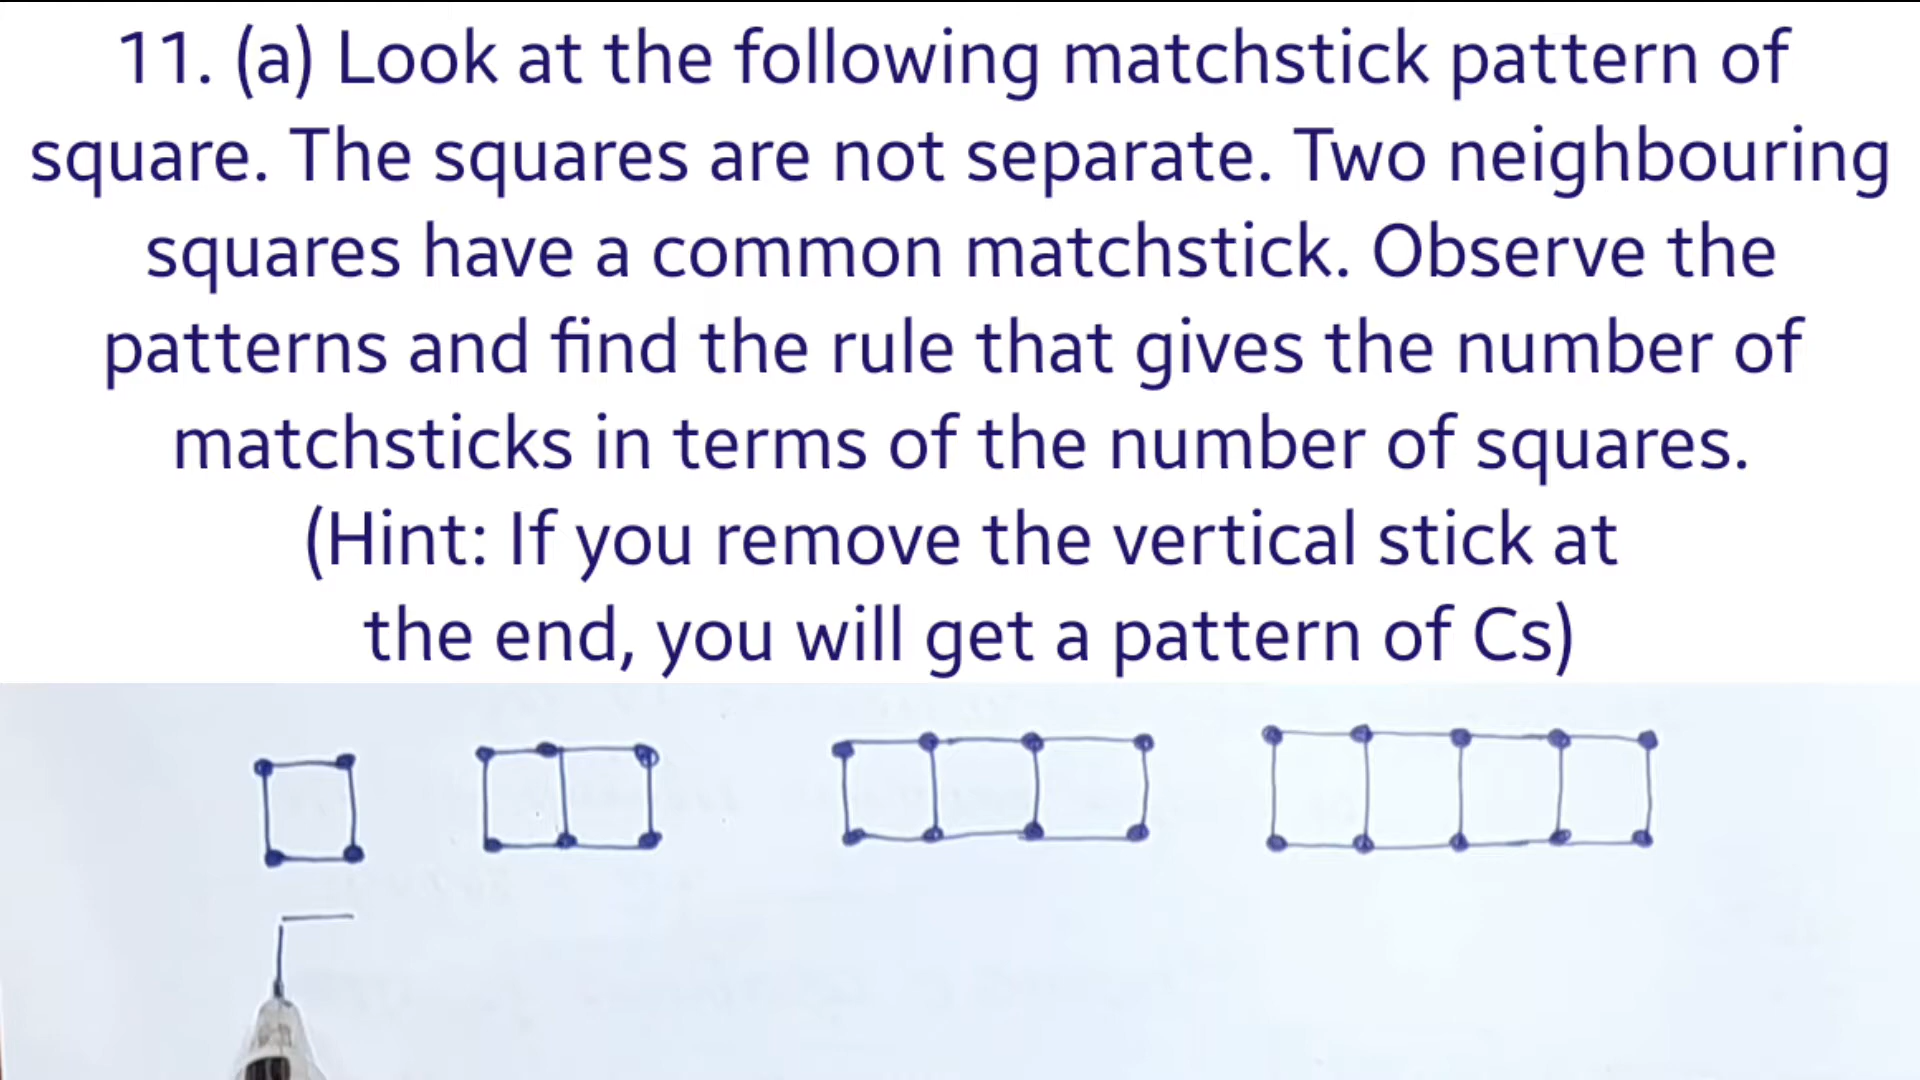 11. (a) Look at the following matchstick pattern of
square. The squares are not separate. Two neighbouring
squares have a common matchstick. Observe the
patterns and find the rule that gives the number of
matchsticks in terms of the number of squares.
(Hint: If you remove the vertical stick at
the end, you will get a pattern of Cs)